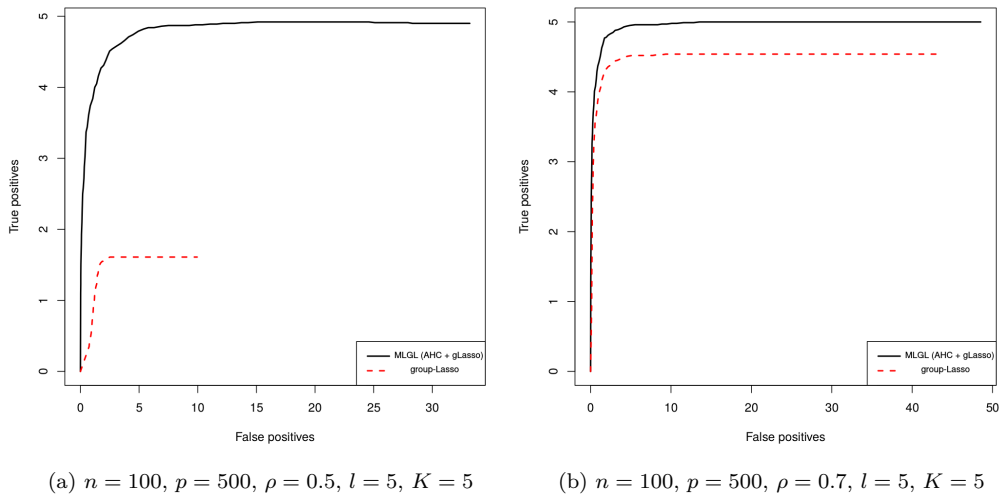 True positives
5
4
3
2
1
0
0 5 10 15 20 25 30
False positives
MLGL (AHC + gLasso)
group-Lasso
(a) n = 100, p = 500, ρ = 0.5, l = 5, K = 5
True positives
5
4
3
2
1
0
0 10 20 30 40 50
False positives
MLGL (AHC + gLasso)
group-Lasso
(b) n = 100, p = 500, ρ = 0.7, l = 5, K = 5